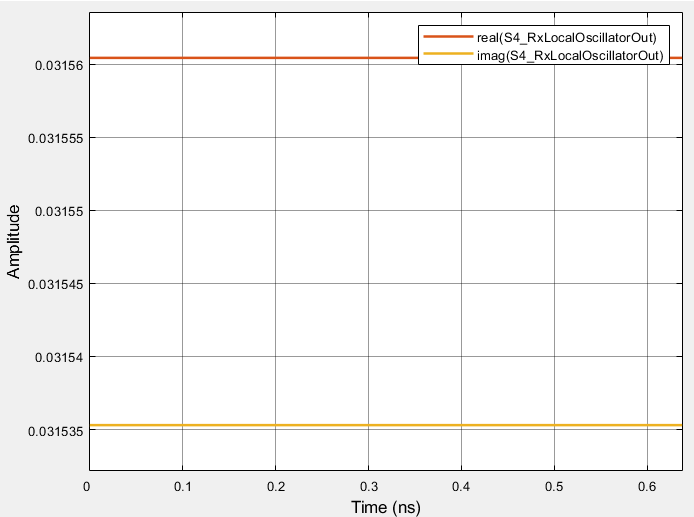 real(S4_RxLocalOscillatorOut)
imag(S4_RxLocalOscillatorOut)
0.03156
0.031555
0.03155
0.031545
0.03154
0.031535
Amplitude
0 0.1 0.2 0.3 0.4 0.5 0.6
Time (ns)